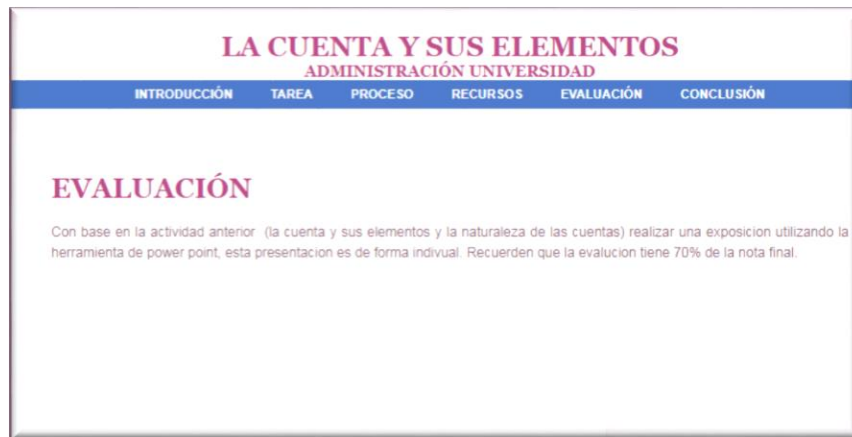 LA CUENTA Y SUS ELEMENTOS
ADMINISTRACIÓN UNIVERSIDAD
INTRODUCCIÓN TAREA PROCESO RECURSOS EVALUACIÓN CONCLUSIÓN
EVALUACIÓN
Con base en la actividad anterior (la cuenta y sus elementos y la naturaleza de las cuentas) realizar una exposicion utilizando la
herramienta de power point, esta presentacion es de forma indivual. Recuerden que la evalucion tiene 70% de la nota final.